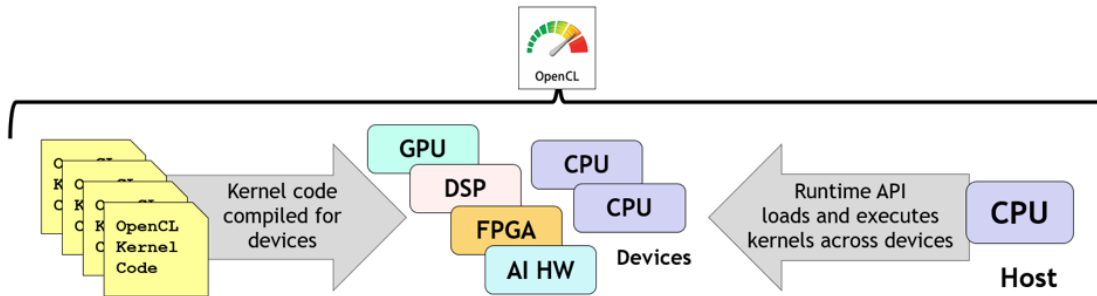 OpenCL
O
K
C
O
K
C
O
K
C
OpenCL
Kernel
Code
Kernel code
compiled for
devices
GPU
DSP
FPGA
AI HW
CPU
CPU
Devices
Runtime API
loads and executes
kernels across devices
CPU
Host